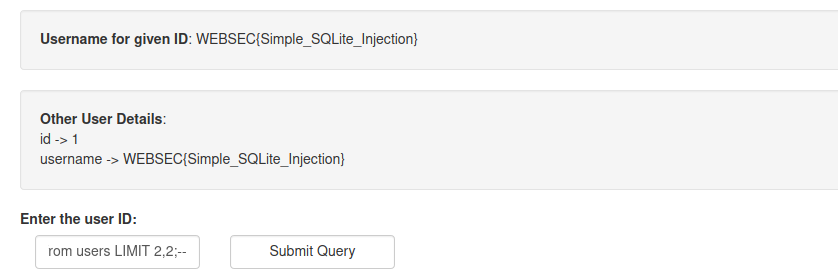 Username for given ID: WEBSEC{Simple_SQLite_Injection}
Other User Details:
id -> 1
username -> WEBSEC{Simple_SQLite_Injection}
Enter the user ID:
rom users LIMIT 2,2;-- Submit Query